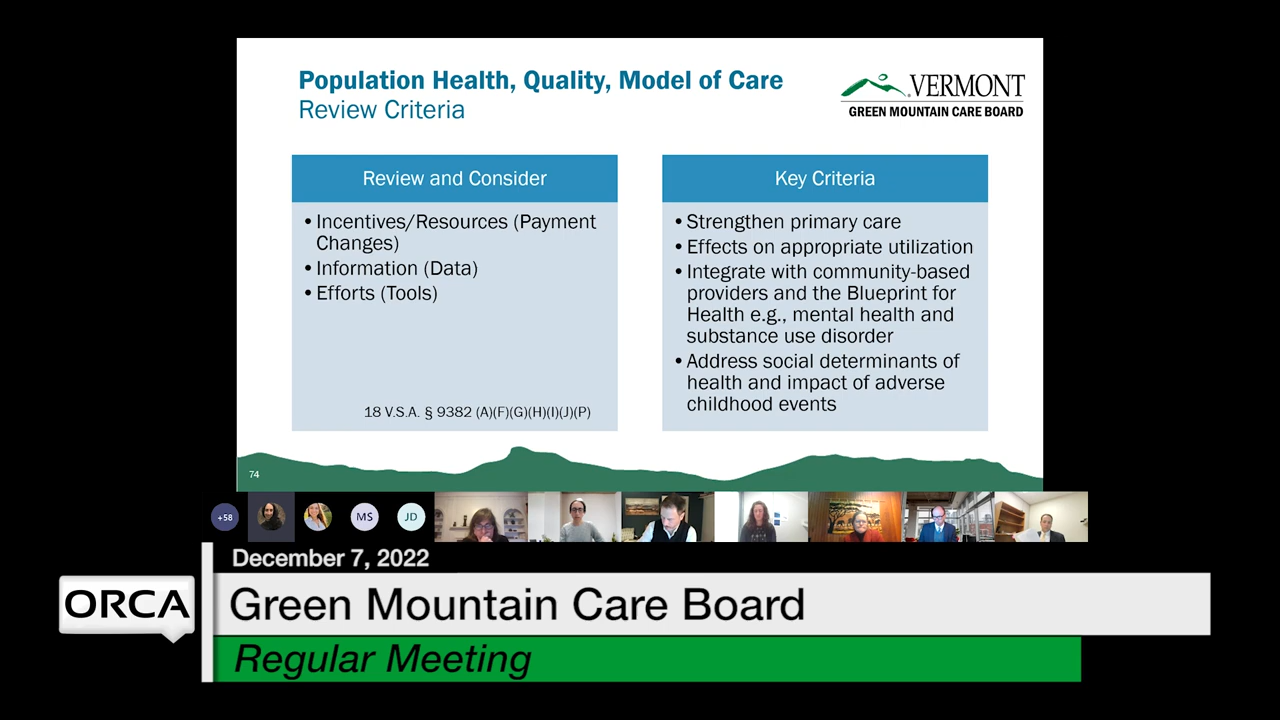 Population Health, Quality, Model of Care
Review Criteria
VERMONT
GREEN MOUNTAIN CARE BOARD
Review and Consider
• Incentives/Resources (Payment
Changes)
• Information (Data)
• Efforts (Tools)
18 V.S.A. § 9382 (A)(F)(G)(H)(I)(J)(P)
Key Criteria
• Strengthen primary care
• Effects on appropriate utilization
• Integrate with community-based
providers and the Blueprint for
Health e.g., mental health and
substance use disorder
• Address social determinants of
health and impact of adverse
childhood events
74
+58
MS
JD
December 7, 2022
ORCA
Green Mountain Care Board
Regular Meeting